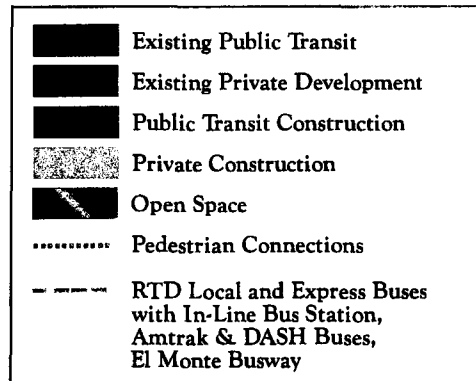 Existing Public Transit
Existing Private Development
Public Transit Construction
Private Construction
Open Space
Pedestrian Connections
RTD Local and Express Buses
with In-Line Bus Station,
Amtrak & DASH Buses,
El Monte Busway